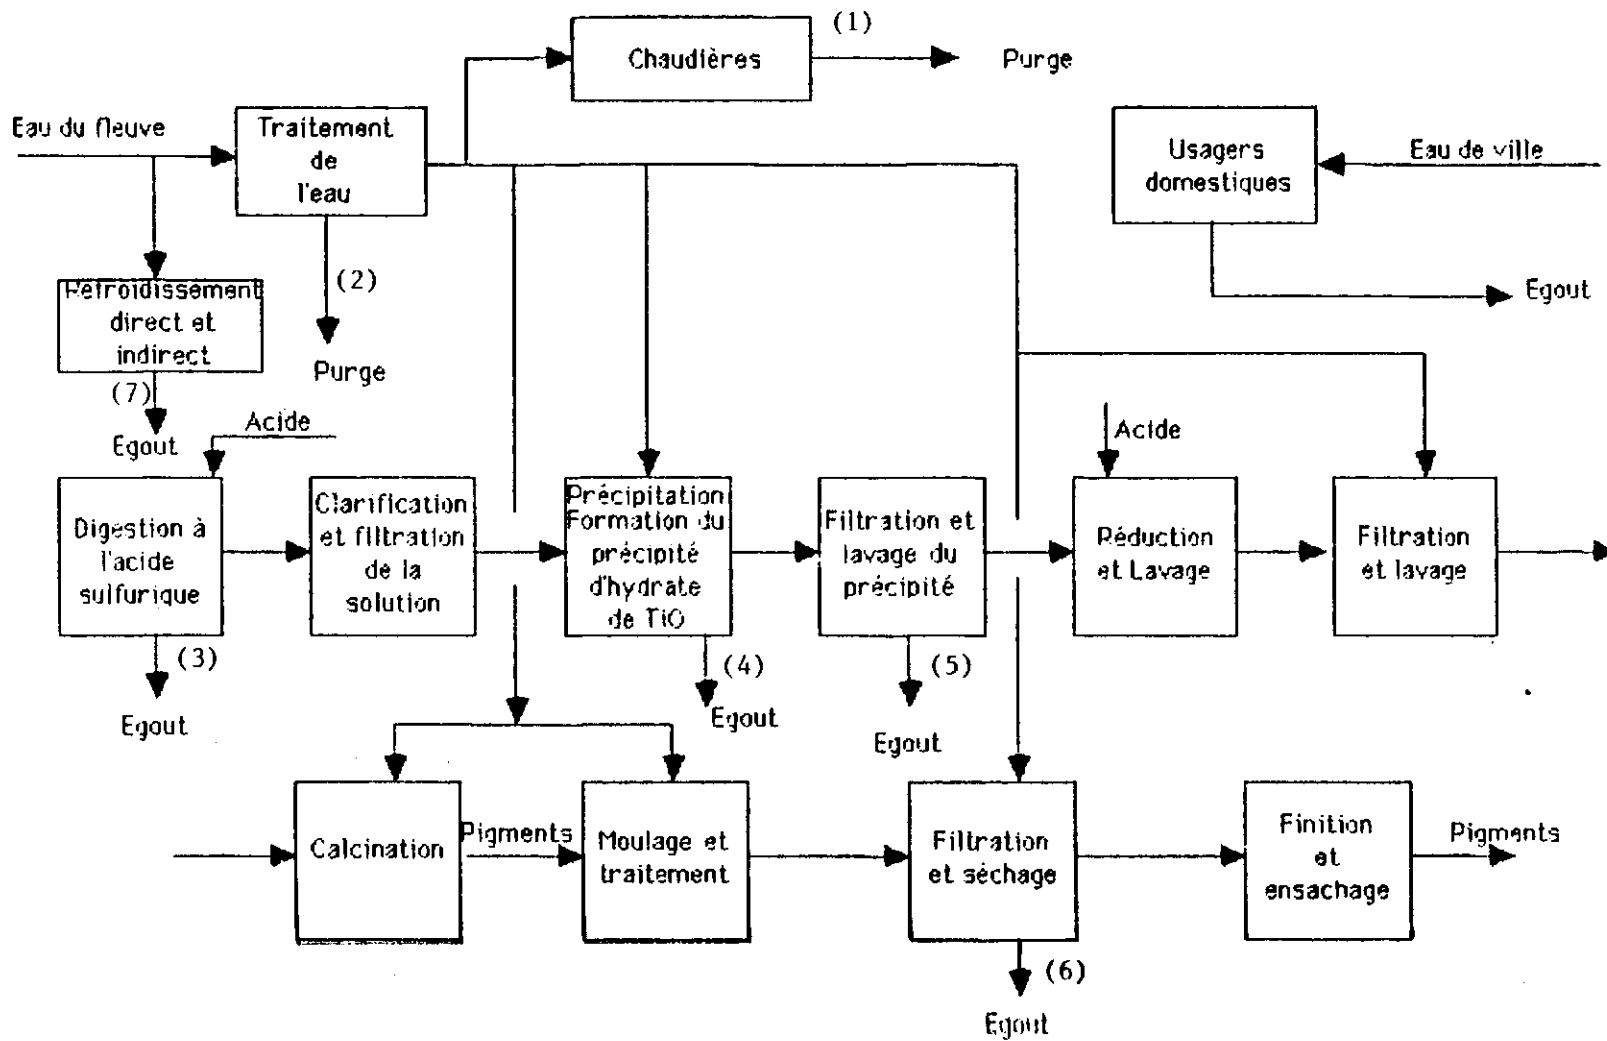 (1)
Chaudières
Purge
Eau du fleuve
Traitement
de
l'eau
Usagers
domestiques
Eau de ville
(2)
Purge
Egout
Refroidissement
direct et
indirect
(7)
Egout
Acide
Acide
Digestion à
l'acide
sulfurique
Clarification
et filtration
de la
solution
Précipitation
Formation du
précipité
d'hydrate
de TiO
Filtration et
lavage du
précipité
Réduction
et Lavage
Filtration
et lavage
(3)
Egout
(4)
Egout
(5)
Egout
Calcination
Pigments
Moulage et
traitement
Filtration
et séchage
Finition
et
ensachage
Pigments
(6)
Egout